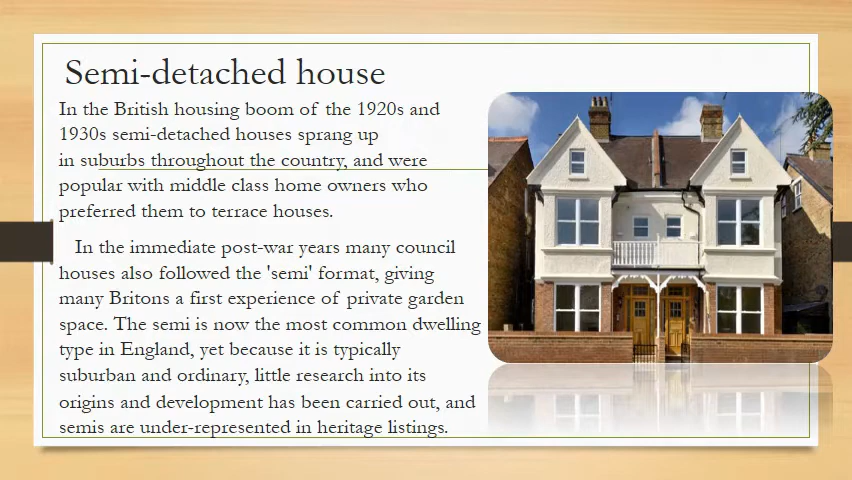 Semi-detached house
In the British housing boom of the 1920s and
1930s semi-detached houses sprang up
in suburbs throughout the country, and were
popular with middle class home owners who
preferred them to terrace houses.
In the immediate post-war years many council
houses also followed the 'semi' format, giving
many Britons a first experience of private garden
space. The semi is now the most common dwelling
type in England, yet because it is typically
suburban and ordinary, little research into its
origins and development has been carried out, and
semis are under-represented in heritage listings.